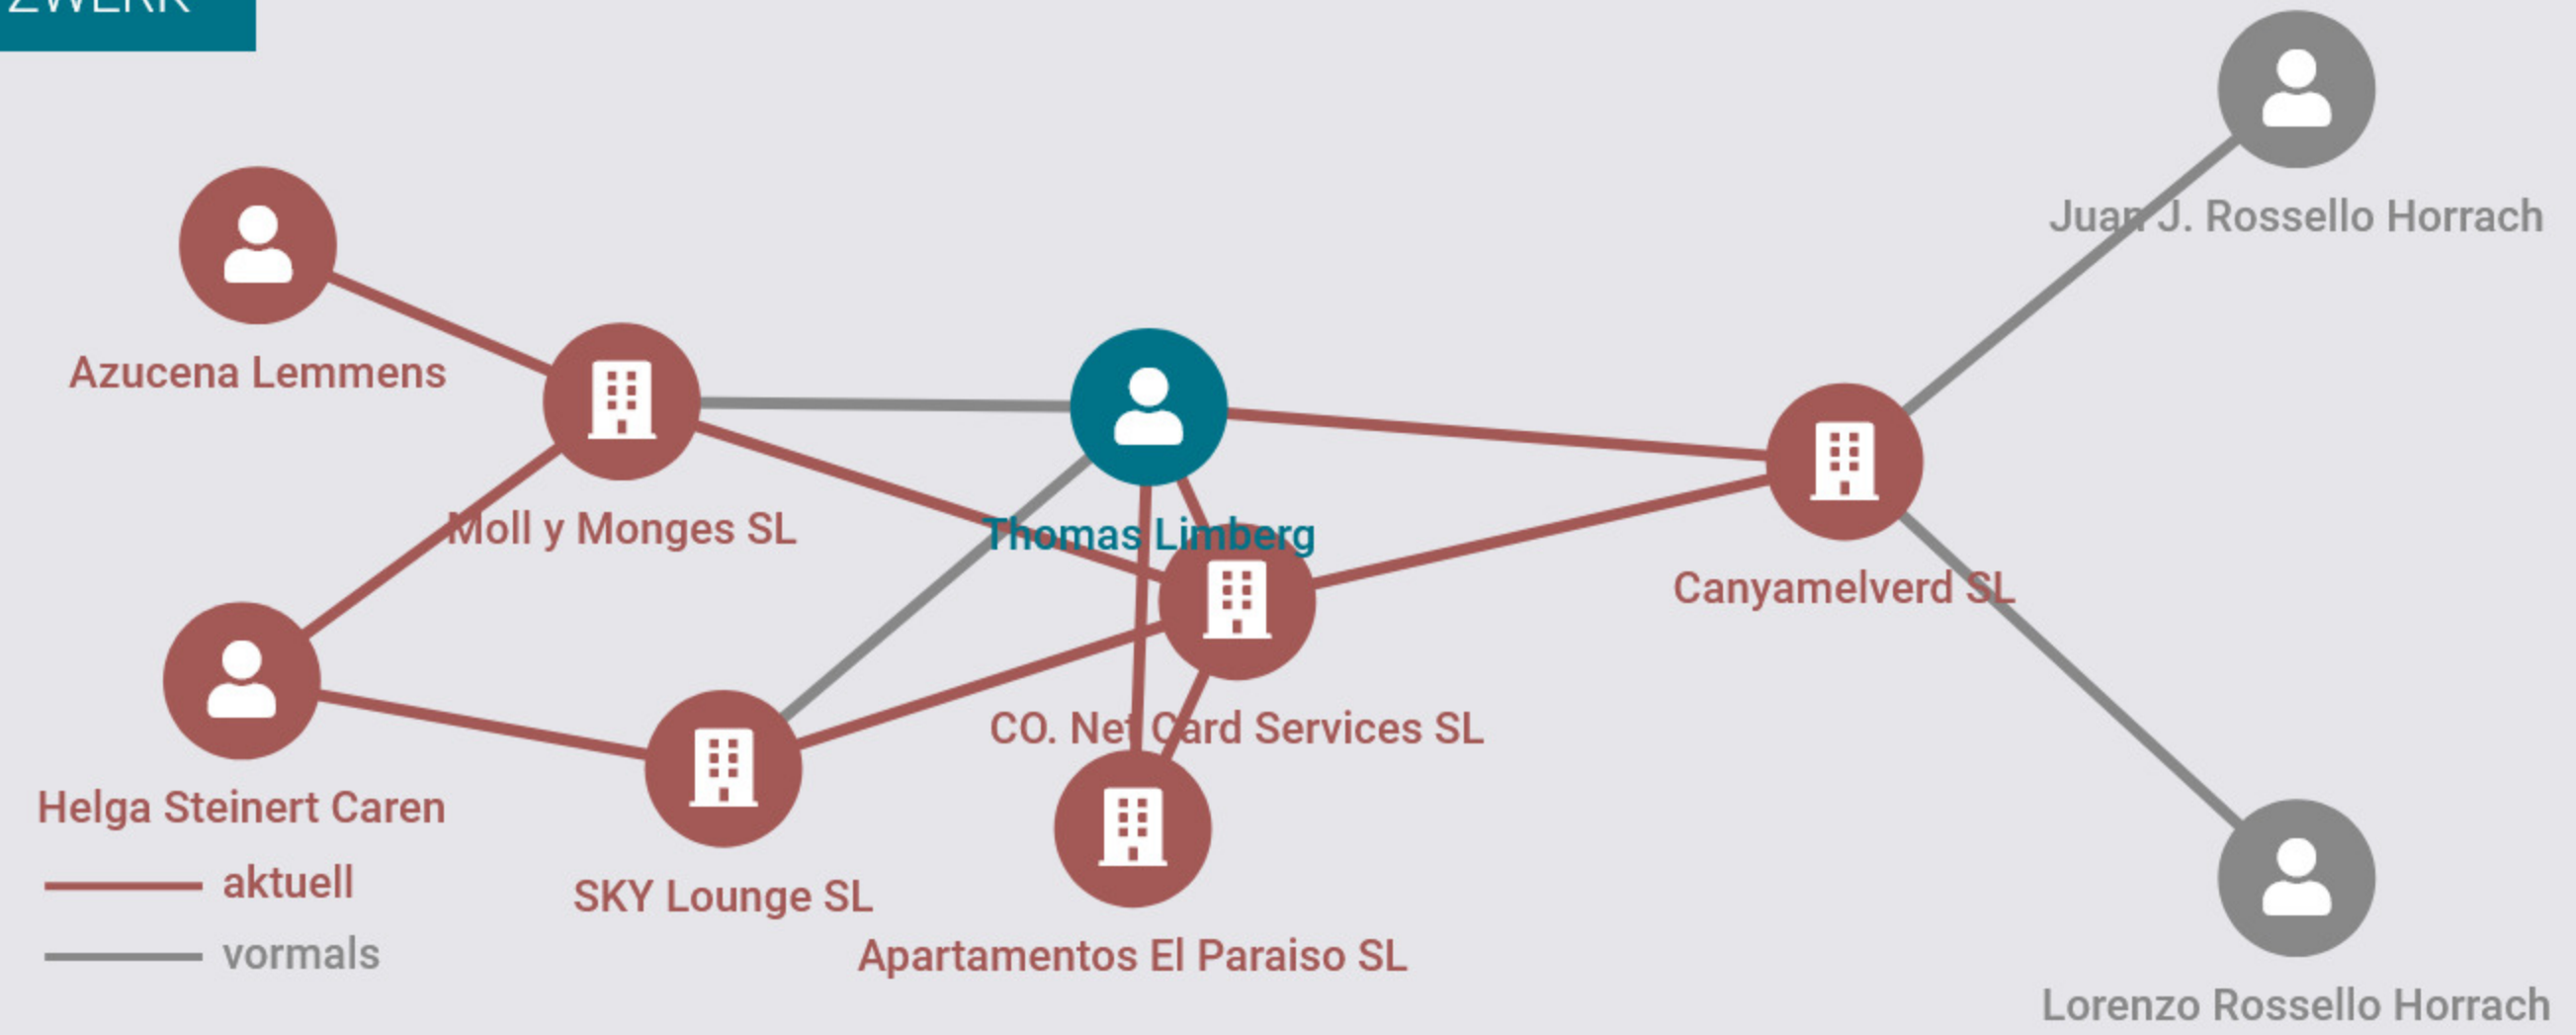 Juan J. Rossello Horrach
Azucena Lemmens
Moll y Monges SL
Thomas Limberg
Canyamelverd SL
CO. Net Card Services SL
Helga Steinert Caren
aktuell
SKY Lounge SL
vormals
Apartamentos El Paraiso SL
Lorenzo Rossello Horrach